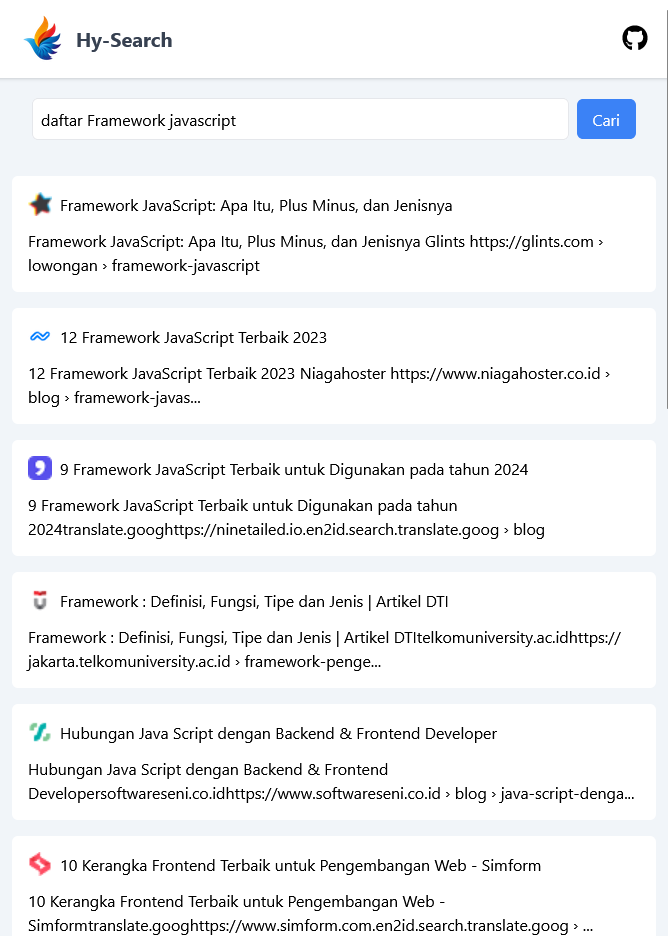 Hy-Search
daftar Framework javascript
Cari
Framework JavaScript: Apa Itu, Plus Minus, dan Jenisnya
Framework JavaScript: Apa Itu, Plus Minus, dan Jenisnya Glints https://glints.com ›
lowongan › framework-javascript
12 Framework JavaScript Terbaik 2023
12 Framework JavaScript Terbaik 2023 Niagahoster https://www.niagahoster.co.id ›
blog › framework-javas...
9 Framework JavaScript Terbaik untuk Digunakan pada tahun 2024
9 Framework JavaScript Terbaik untuk Digunakan pada tahun
2024translate.googhttps://ninetailed.io.en2id.search.translate.goog › blog
Framework : Definisi, Fungsi, Tipe dan Jenis | Artikel DTI
Framework : Definisi, Fungsi, Tipe dan Jenis | Artikel DTItelkomuniversity.ac.idhttps://
jakarta.telkomuniversity.ac.id › framework-penge...
Hubungan Java Script dengan Backend & Frontend Developer
Hubungan Java Script dengan Backend & Frontend
Developersoftwareseni.co.idhttps://www.softwareseni.co.id › blog › java-script-denga...
10 Kerangka Frontend Terbaik untuk Pengembangan Web - Simform
10 Kerangka Frontend Terbaik untuk Pengembangan Web -
Simformtranslate.googhttps://www.simform.com.en2id.search.translate.goog › ...